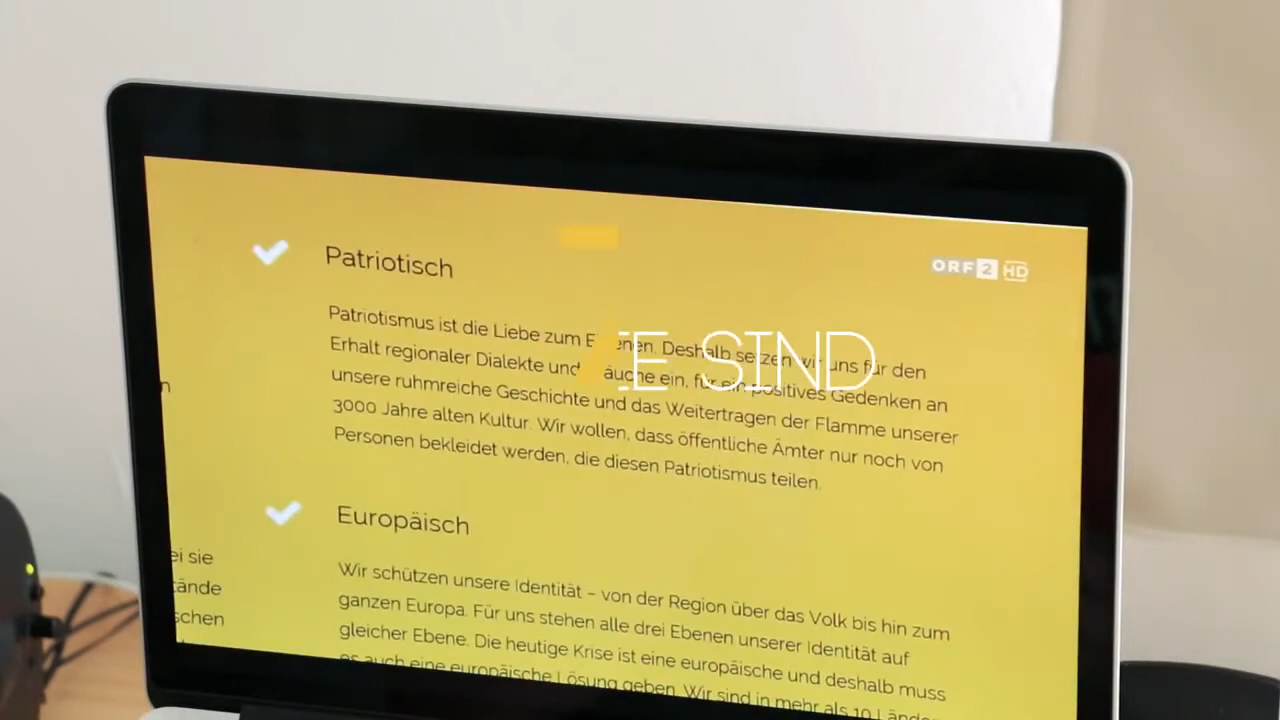 Patriotisch
ORF 2 HD
Patriotismus ist die Liebe zum Deshalb setzen wir uns für den
E SIND
Erhalt regionaler Dialekte und ein, für ein positives Gedenken an
unsere ruhmreiche Geschichte und das Weitertragen der Flamme unserer
3000 Jahre alten Kultur. Wir wollen, dass öffentliche Ämter nur noch von
Personen bekleidet werden, die diesen Patriotismus teilen.
Europäisch
ei sie
Wir schützen unsere Identität – von der Region über das Volk bis hin zum
tände
ganzen Europa. Für uns stehen alle drei Ebenen unserer Identität auf
schen
gleicher Ebene. Die heutige Krise ist eine europäische und deshalb muss
es auch eine europäische Lösung geben. Wir sind in mehr als 10